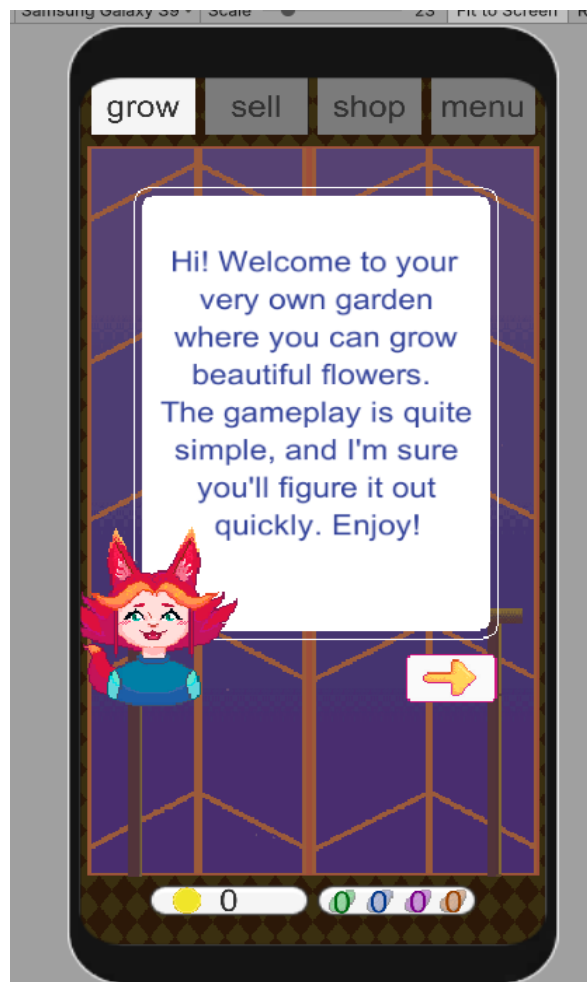 Samsung Galaxy S9 Scale 23 Fit to Screen R
grow sell shop menu
Hi! Welcome to your
very own garden
where you can grow
beautiful flowers.
The gameplay is quite
simple, and I'm sure
you'll figure it out
quickly. Enjoy!
0 0 0 0 0